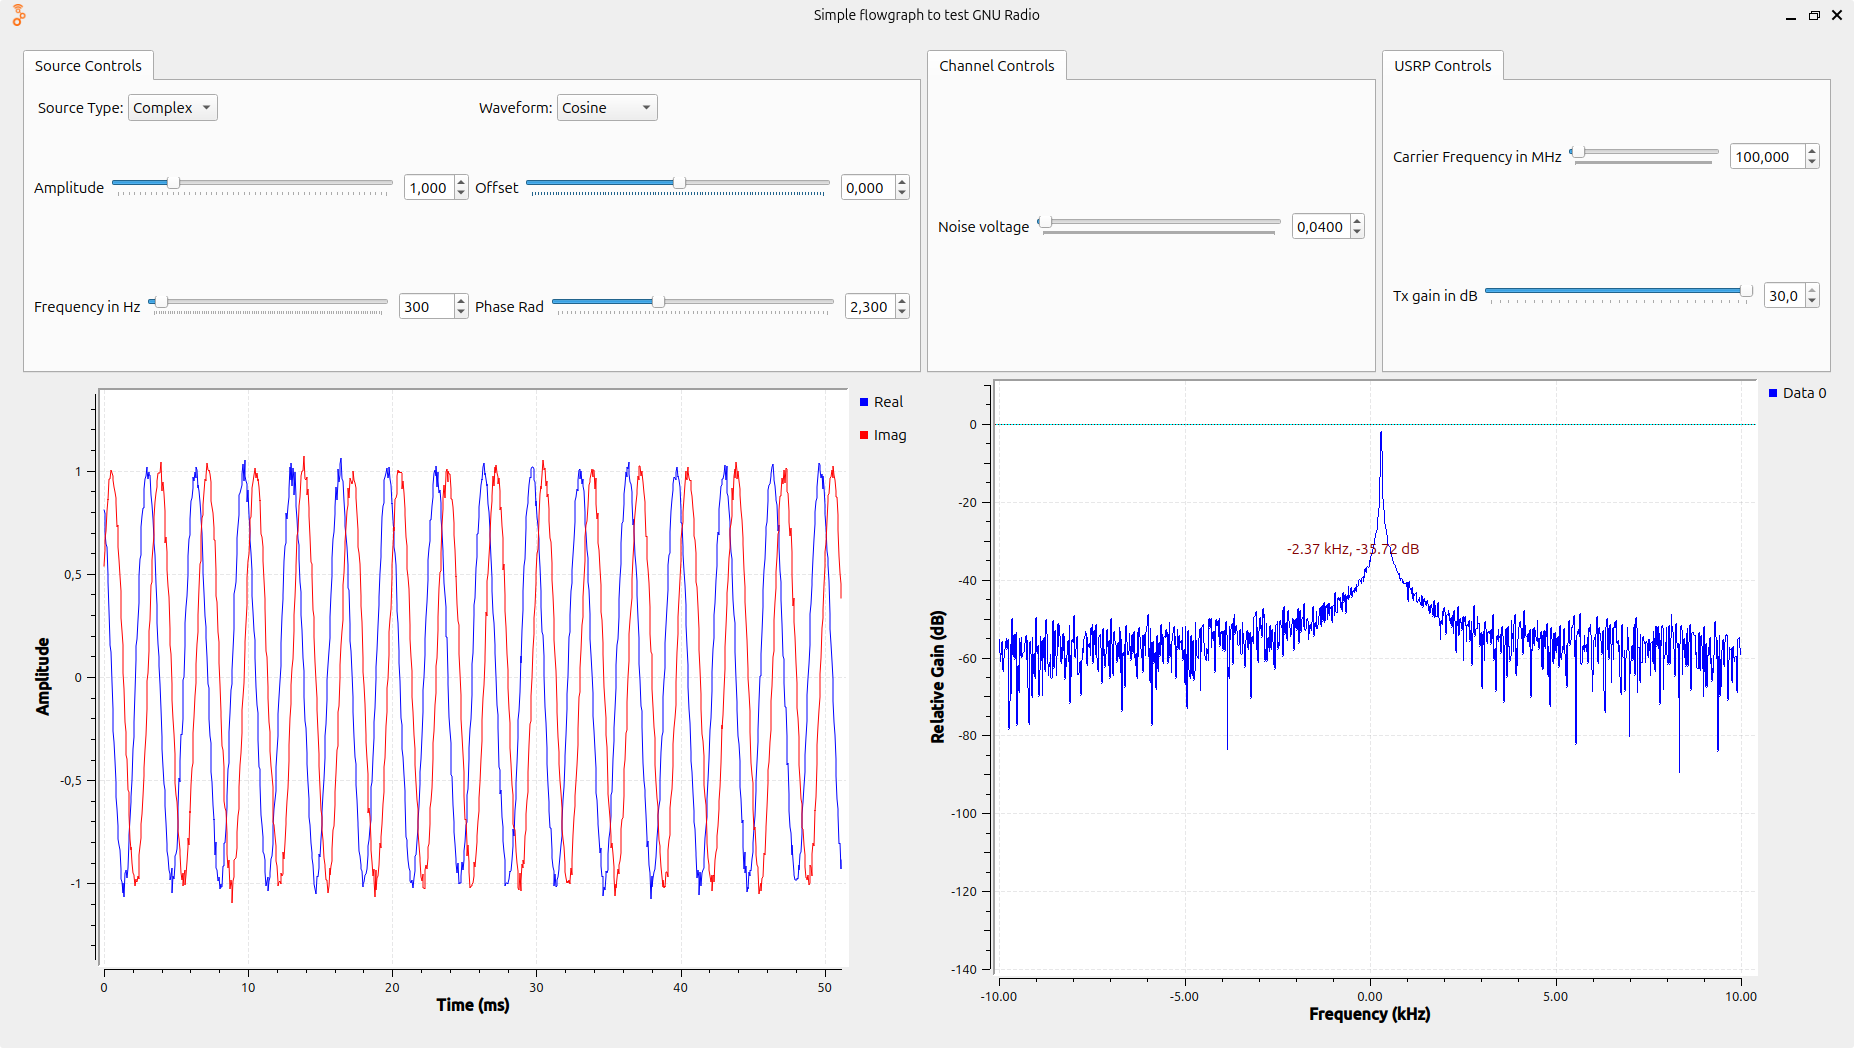 Simple flowgraph to test GNU Radio
Source Controls
Source Type: Complex
Waveform: Cosine
Amplitude 1,000
Offset 0,000
Frequency in Hz 300
Phase Rad 2,300
Channel Controls
Noise voltage 0,0400
USRP Controls
Carrier Frequency in MHz 100,000
Tx gain in dB 30,0
Real
Imag
1
0,5
0
-0,5
-1
Amplitude
0 10 20 30 40 50
Time (ms)
Data 0
0
-20
-2.37 kHz, -35.72 dB
-40
-60
-80
-100
-120
-140
Relative Gain (dB)
-10.00 -5.00 0.00 5.00 10.00
Frequency (kHz)